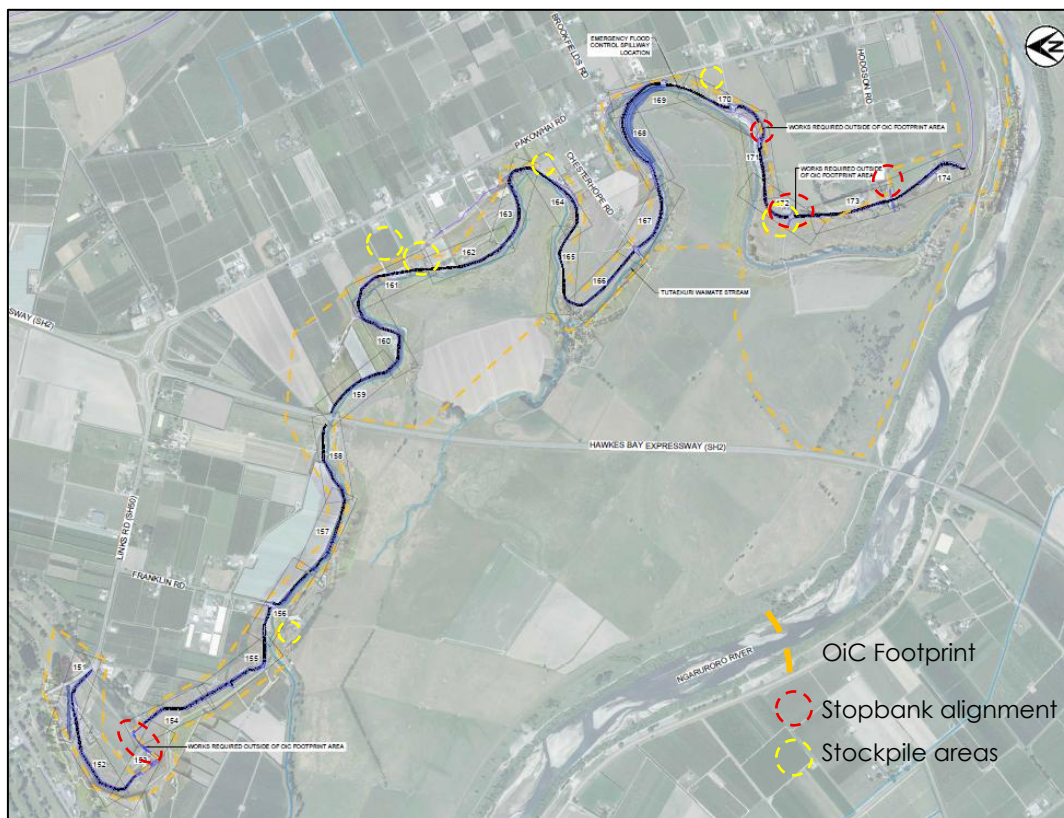 BROOKFIELDS RD
EMERGENCY FLOOD
CONTROL SPILLWAY
LOCATION
HODGSON RD
N
169
170
168
WORKS REQUIRED OUTSIDE OF OIC FOOTPRINT AREA
PAKOWHAI RD
171
CHESTERHOPE RD
WORKS REQUIRED OUTSIDE
OF OIC FOOTPRINT AREA
174
164
172
173
163
167
162
165
161
166
TUTAEKURI WAIMATE STREAM
SWAY (SH2)
160
159
HAWKES BAY EXPRESSWAY (SH2)
158
LINKS RD (SH50)
157
FRANKLIN RD
156
155
151
154
NGARURORO RIVER
OiC Footprint
Stopbank alignment
WORKS REQUIRED OUTSIDE OF OIC FOOTPRINT AREA
Stockpile areas
152
153